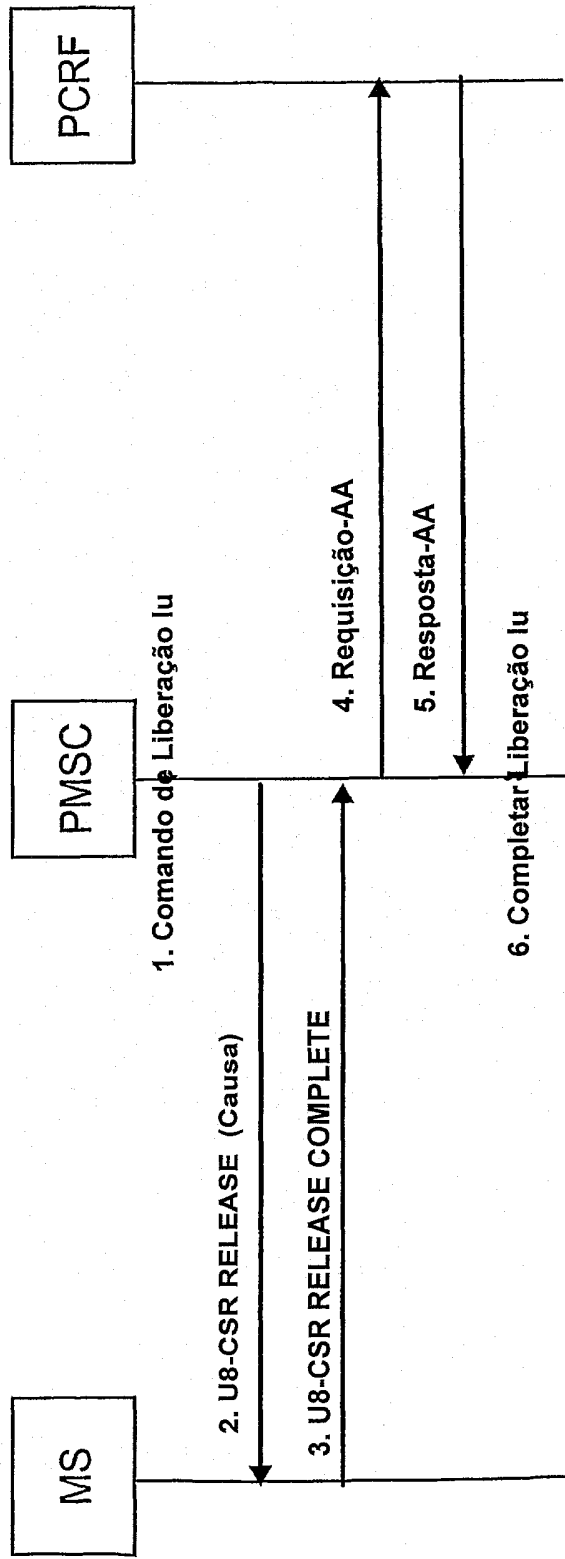 MS
PMSC
PCRF
1. Comando de Liberação Iu
2. U8-CSR RELEASE (Causa)
3. U8-CSR RELEASE COMPLETE
4. Requisição-AA
5. Resposta-AA
6. Completar Liberação Iu